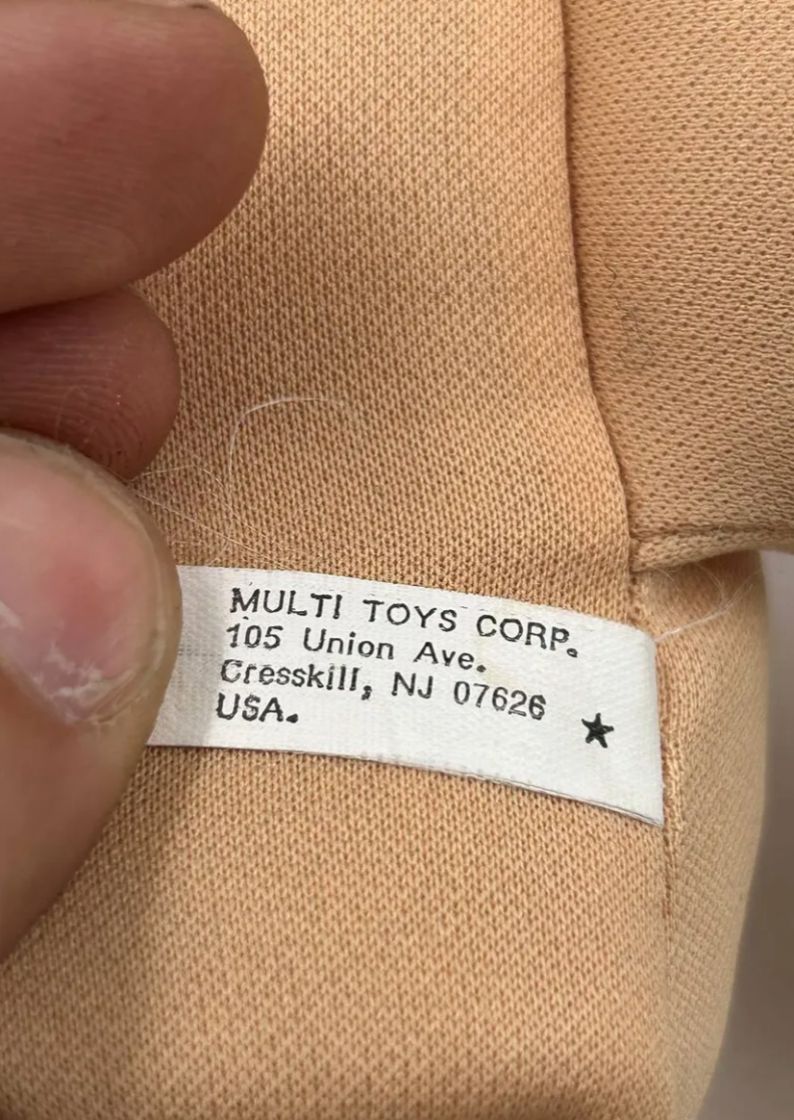 MULTI TOYS CORP.
105 Union Ave.
Cresskill, NJ 07626
USA.